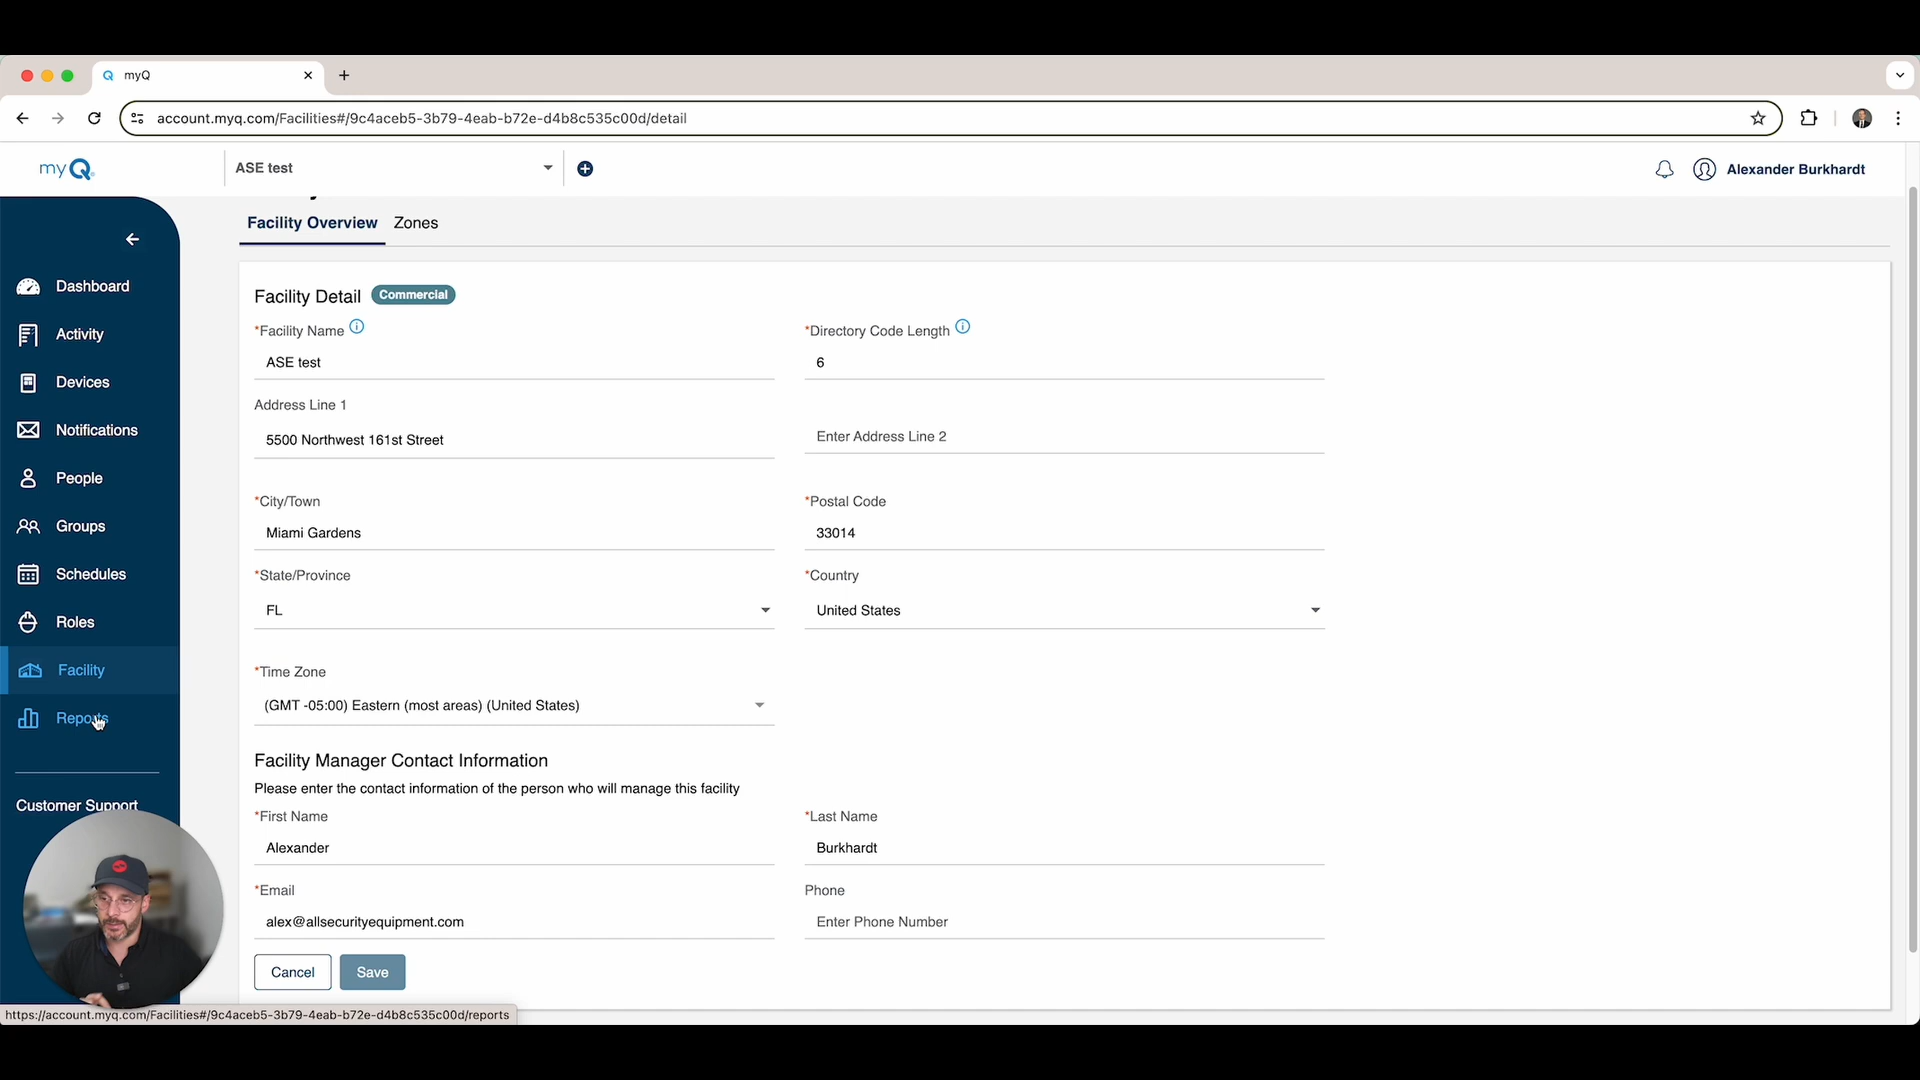 myQ
account.myq.com/Facilities#/9c4aceb5-3b79-4eab-b72e-d4b8c535c00d/detail
myQ
ASE test
Alexander Burkhardt
Facility Overview
Zones
Dashboard
Activity
Devices
Notifications
People
Groups
Schedules
Roles
Facility
Reports
Customer Support
Facility Detail
Commercial
*Facility Name
ASE test
*Directory Code Length
6
Address Line 1
5500 Northwest 161st Street
Enter Address Line 2
*City/Town
Miami Gardens
*Postal Code
33014
*State/Province
FL
*Country
United States
*Time Zone
(GMT -05:00) Eastern (most areas) (United States)
Facility Manager Contact Information
Please enter the contact information of the person who will manage this facility
*First Name
Alexander
*Last Name
Burkhardt
*Email
alex@allsecurityequipment.com
Phone
Enter Phone Number
Cancel
Save
https://account.myq.com/Facilities#/9c4aceb5-3b79-4eab-b72e-d4b8c535c00d/reports